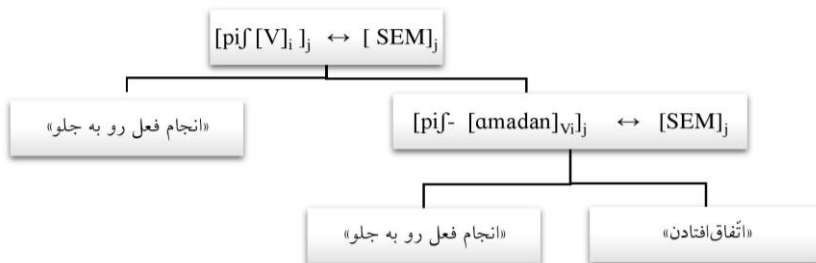 [piʃ [V]ᵢ ]ⱼ ↔ [ SEM]ⱼ
«انجام فعل رو به جلو»
[piʃ- [ɑmadan]Vᵢ]ⱼ ↔ [SEM]ⱼ
«انجام فعل رو به جلو»
«اتّفاق‌افتادن»